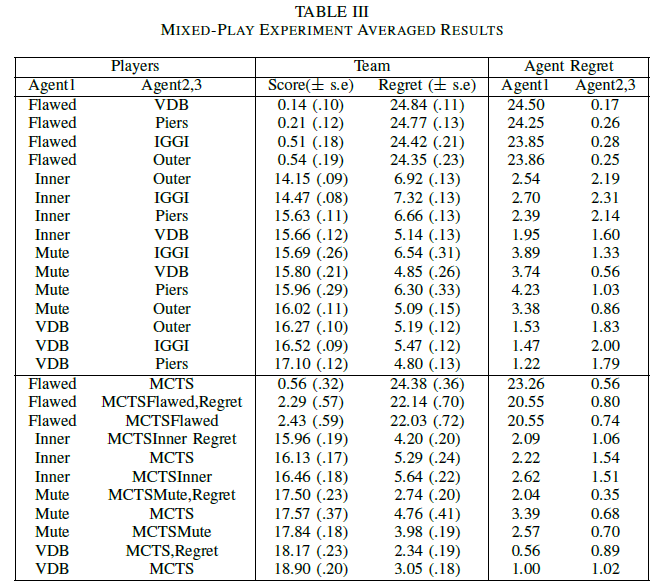 TABLE III
MIXED-PLAY EXPERIMENT AVERAGED RESULTS
Players Team Agent Regret
Agent1 Agent2,3 Score(± s.e) Regret (± s.e) Agent1 Agent2,3
Flawed VDB 0.14 (.10) 24.84 (.11) 24.50 0.17
Flawed Piers 0.21 (.12) 24.77 (.13) 24.25 0.26
Flawed IGGI 0.51 (.18) 24.42 (.21) 23.85 0.28
Flawed Outer 0.54 (.19) 24.35 (.23) 23.86 0.25
Inner Outer 14.15 (.09) 6.92 (.13) 2.54 2.19
Inner IGGI 14.47 (.08) 7.32 (.13) 2.70 2.31
Inner Piers 15.63 (.11) 6.66 (.13) 2.39 2.14
Inner VDB 15.66 (.12) 5.14 (.13) 1.95 1.60
Mute IGGI 15.69 (.26) 6.54 (.31) 3.89 1.33
Mute VDB 15.80 (.21) 4.85 (.26) 3.74 0.56
Mute Piers 15.96 (.29) 6.30 (.33) 4.23 1.03
Mute Outer 16.02 (.11) 5.09 (.15) 3.38 0.86
VDB Outer 16.27 (.10) 5.19 (.12) 1.53 1.83
VDB IGGI 16.52 (.09) 5.47 (.12) 1.47 2.00
VDB Piers 17.10 (.12) 4.80 (.13) 1.22 1.79
Flawed MCTS 0.56 (.32) 24.38 (.36) 23.26 0.56
Flawed MCTSFlawed,Regret 2.29 (.57) 22.14 (.70) 20.55 0.80
Flawed MCTSFlawed 2.43 (.59) 22.03 (.72) 20.55 0.74
Inner MCTSInner Regret 15.96 (.19) 4.20 (.20) 2.09 1.06
Inner MCTS 16.13 (.17) 5.29 (.24) 2.22 1.54
Inner MCTSInner 16.46 (.18) 5.64 (.22) 2.62 1.51
Mute MCTSMute,Regret 17.50 (.23) 2.74 (.20) 2.04 0.35
Mute MCTS 17.57 (.37) 4.76 (.41) 3.39 0.68
Mute MCTSMute 17.84 (.18) 3.98 (.19) 2.57 0.70
VDB MCTS,Regret 18.17 (.23) 2.34 (.19) 0.56 0.89
VDB MCTS 18.90 (.20) 3.05 (.18) 1.00 1.02